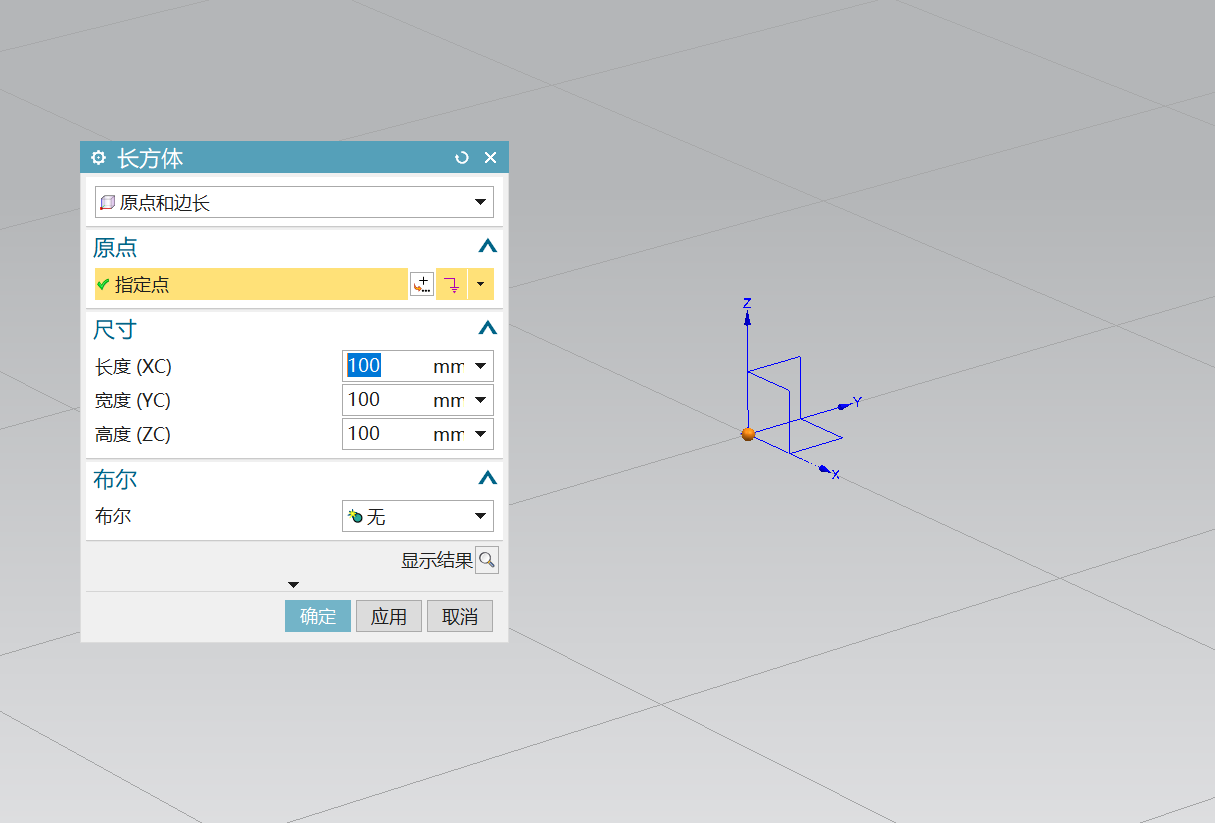 长方体
原点和边长
原点
指定点
尺寸
长度 (XC) 100 mm
宽度 (YC) 100 mm
高度 (ZC) 100 mm
布尔
布尔 无
显示结果
确定 应用 取消
Z
Y
X